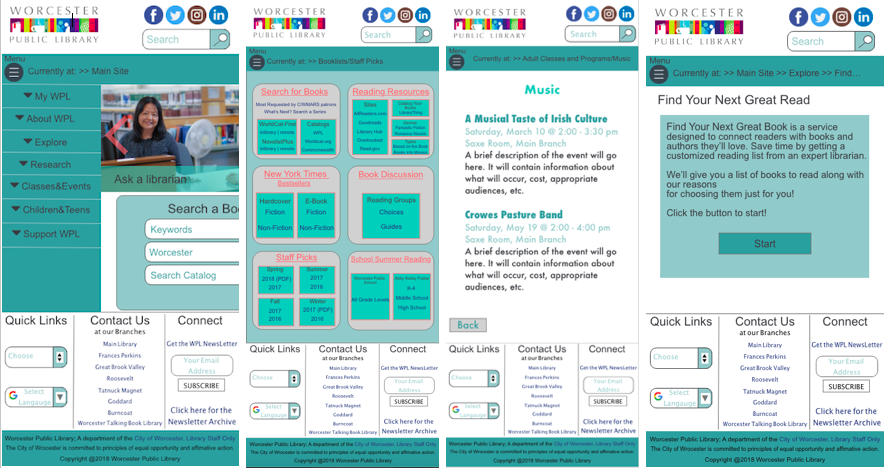 WORCESTER
PUBLIC LIBRARY
Search
Menu
Currently at: >> Main Site
My WPL
About WPL
Explore
Research
Classes&Events
Children&Teens
Support WPL
Ask a librarian
Search a Boo
Keywords
Worcester
Search Catalog
Quick Links
Choose
Select
Langauge
Contact Us
at our Branches
Main Library
Frances Perkins
Great Brook Valley
Roosevelt
Tatnuck Magnet
Goddard
Burncoat
Worcester Talking Book Library
Connect
Get the WPL NewsLetter
Your Email
Address
SUBSCRIBE
Click here for the
Newsletter Archive
Worcester Public Library; A department of the City of Worcester. Library Staff Only
The City of Worcester is committed to principles of equal opportunity and affirmative action.
Copyright @2018 Worcester Public Library
WORCESTER
PUBLIC LIBRARY
Search
Menu
Currently at: >> Booklists/Staff Picks
Search for Books
Most Requested by C/WMARS patrons
What's Next? Search a Series
WorldCat-Find
inlibrary | remote
NovelistPlus
inlibrary | remote
Catalogs
WPL
Worldcat.org
Commonwealth
Reading Resources
Sites
AllReaders.com
Goodreads
Library Hub
Overbooked
Read.gov
Catalog Your
Books
LibraryThing
Genres
Fantastic Fiction
Romance Novels
Topics
Based on the Book
Books into Movies
New York Times
Bestsellers
Hardcover
Fiction
Non-Fiction
E-Book
Fiction
Non-Fiction
Book Discussion
Reading Groups
Choices
Guides
Staff Picks
Spring
2018 (PDF)
2017
Summer
2017
2016
Fall
2017
2016
Winter
2017 (PDF)
2016
School Summer Reading
Worcester Public
School
All Grade Levels
Abby Kelley Foster
K-4
Middle School
High School
Quick Links
Choose
Select
Langauge
Contact Us
at our Branches
Main Library
Frances Perkins
Great Brook Valley
Roosevelt
Tatnuck Magnet
Goddard
Burncoat
Worcester Talking Book Library
Connect
Get the WPL NewsLetter
Your Email
Address
SUBSCRIBE
Click here for the
Newsletter Archive
Worcester Public Library; A department of the City of Worcester. Library Staff Only
The City of Worcester is committed to principles of equal opportunity and affirmative action.
Copyright @2018 Worcester Public Library
WORCESTER
PUBLIC LIBRARY
Search
Menu
Currently at: >> Adult Classes and Programs/Music
Music
A Musical Taste of Irish Culture
Saturday, March 10 @ 2:00 - 3:30 pm
Saxe Room, Main Branch
A brief description of the event will go
here. It will contain information about
what will occur, cost, appropriate
audiences, etc.
Crowes Pasture Band
Saturday, May 19 @ 2:00 - 4:00 pm
Saxe Room, Main Branch
A brief description of the event will go
here. It will contain information about
what will occur, cost, appropriate
audiences, etc.
Back
Quick Links
Choose
Select
Langauge
Contact Us
at our Branches
Main Library
Frances Perkins
Great Brook Valley
Roosevelt
Tatnuck Magnet
Goddard
Burncoat
Worcester Talking Book Library
Connect
Get the WPL NewsLetter
Your Email
Address
SUBSCRIBE
Click here for the
Newsletter Archive
Worcester Public Library; A department of the City of Worcester. Library Staff Only
The City of Worcester is committed to principles of equal opportunity and affirmative action.
Copyright @2018 Worcester Public Library
WORCESTER
PUBLIC LIBRARY
Search
Menu
Currently at: >> Main Site >> Explore >> Find...
Find Your Next Great Read
Find Your Next Great Book is a service
designed to connect readers with books and
authors they'll love. Save time by getting a
customized reading list from an expert librarian.
We'll give you a list of books to read along with
our reasons
for choosing them just for you!
Click the button to start!
Start
Quick Links
Choose
Select
Langauge
Contact Us
at our Branches
Main Library
Frances Perkins
Great Brook Valley
Roosevelt
Tatnuck Magnet
Goddard
Burncoat
Worcester Talking Book Library
Connect
Get the WPL NewsLetter
Your Email
Address
SUBSCRIBE
Click here for the
Newsletter Archive
Worcester Public Library; A department of the City of Worcester. Library Staff Only
The City of Worcester is committed to principles of equal opportunity and affirmative action.
Copyright @2018 Worcester Public Library